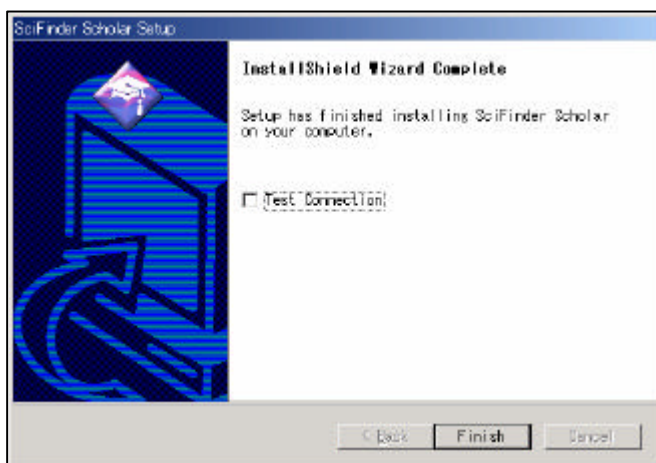 SciFinder Scholar Setup
InstallShield Wizard Complete
Setup has finished installing SciFinder Scholar
on your computer.
Test Connection
< Back
Finish
Cancel